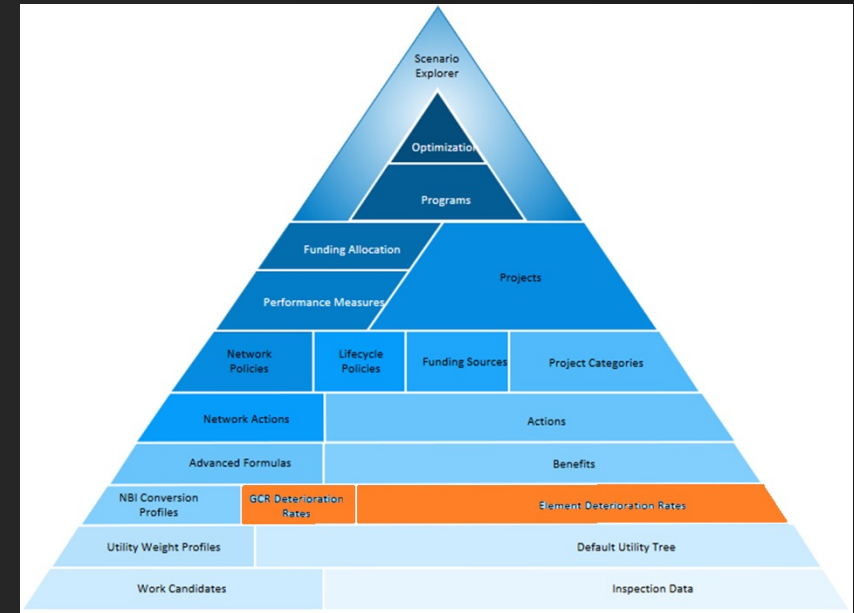 Scenario
Explorer
Optimization
Programs
Funding Allocation
Projects
Performance Measures
Network
Policies
Lifecycle
Policies
Funding Sources
Project Categories
Network Actions
Actions
Advanced Formulas
Benefits
NBI Conversion
Profiles
GCR Deterioration
Rates
Element Deterioration Rates
Utility Weight Profiles
Default Utility Tree
Work Candidates
Inspection Data